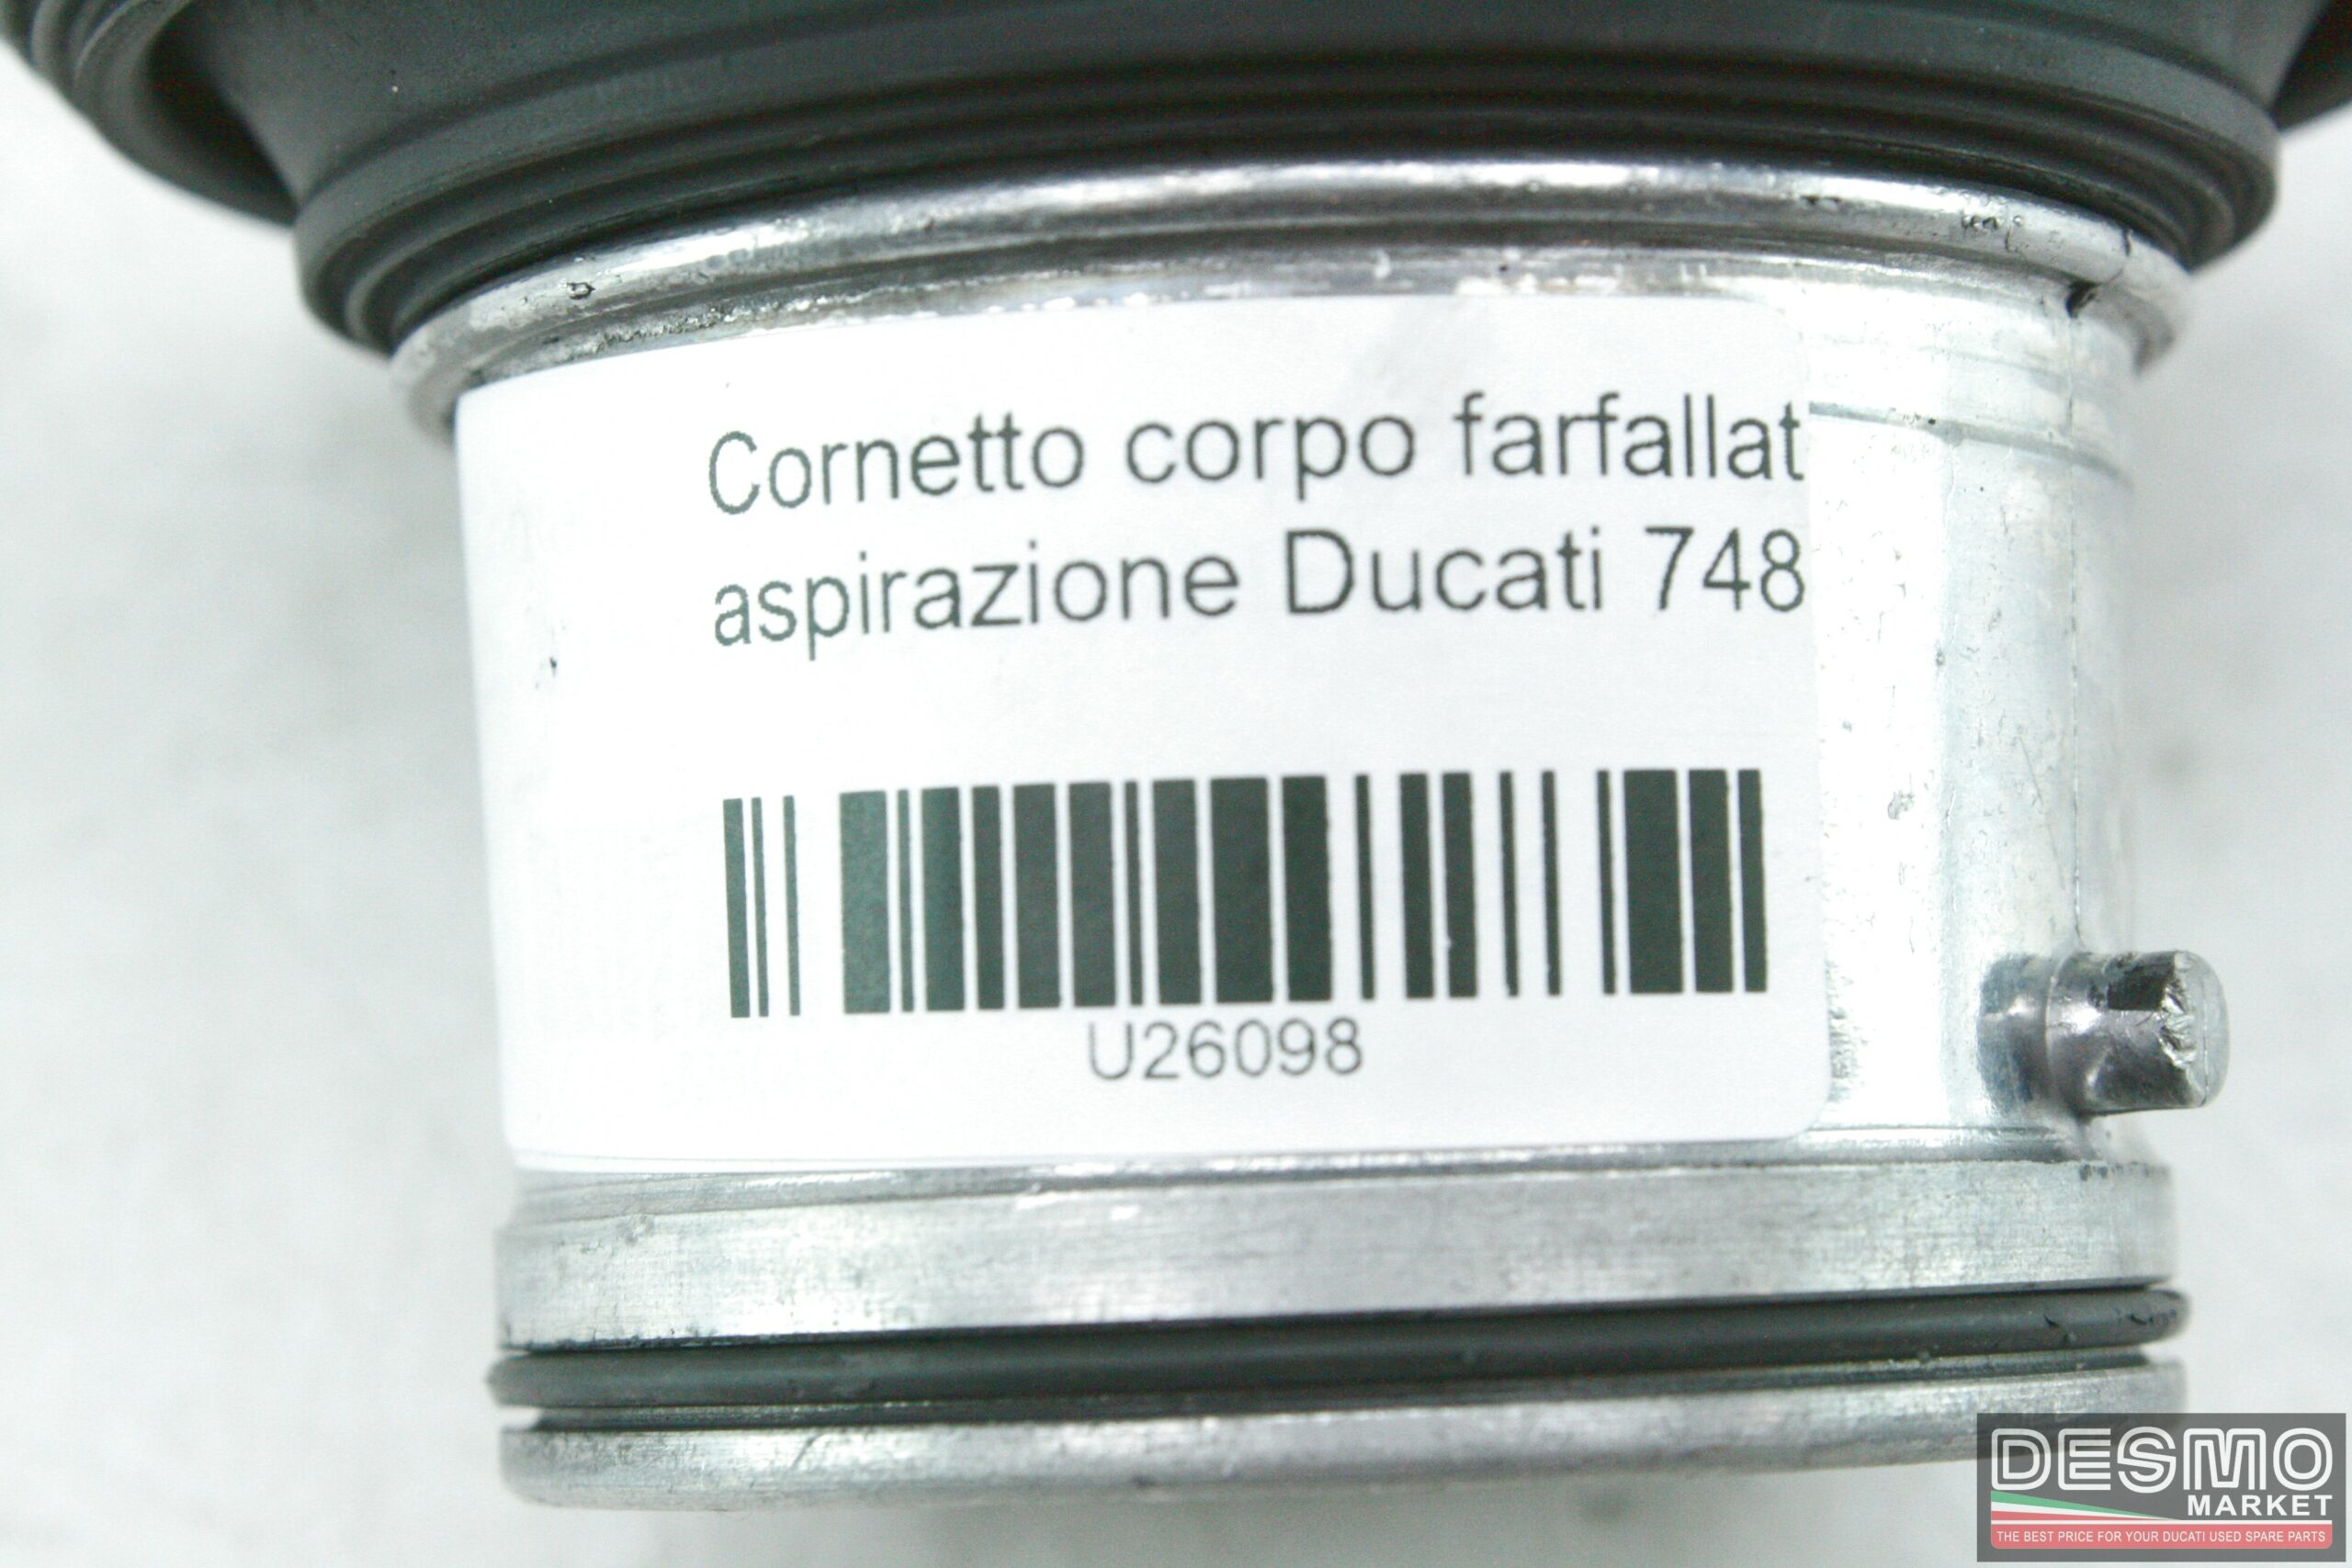 Cornetto corpo farfallat
aspirazione Ducati 748
U26098
DESMO
MARKET
THE BEST PRICE FOR YOUR DUCATI USED SPARE PARTS